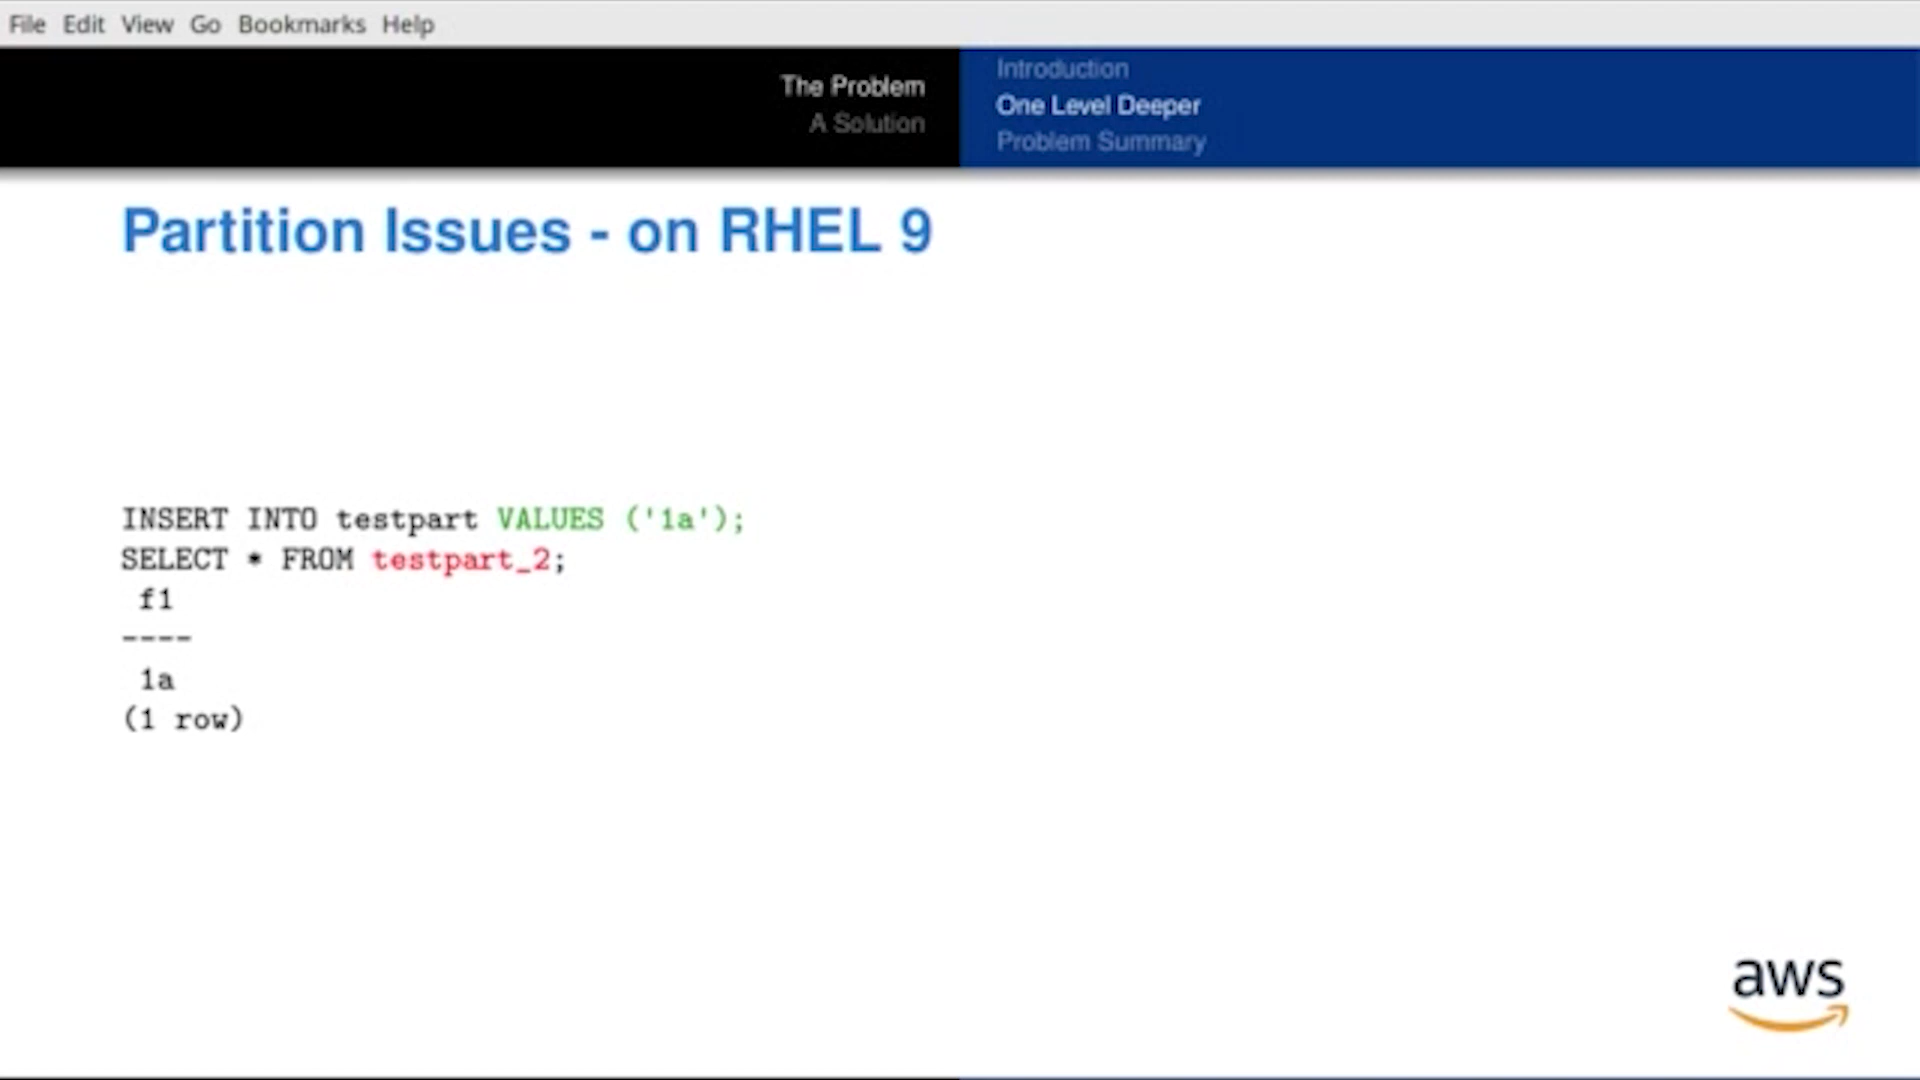 File Edit View Go Bookmarks Help
The Problem
A Solution
Introduction
One Level Deeper
Problem Summary
Partition Issues - on RHEL 9
INSERT INTO testpart VALUES ('1a');
SELECT * FROM testpart_2;
f1
----
1a
(1 row)
aws